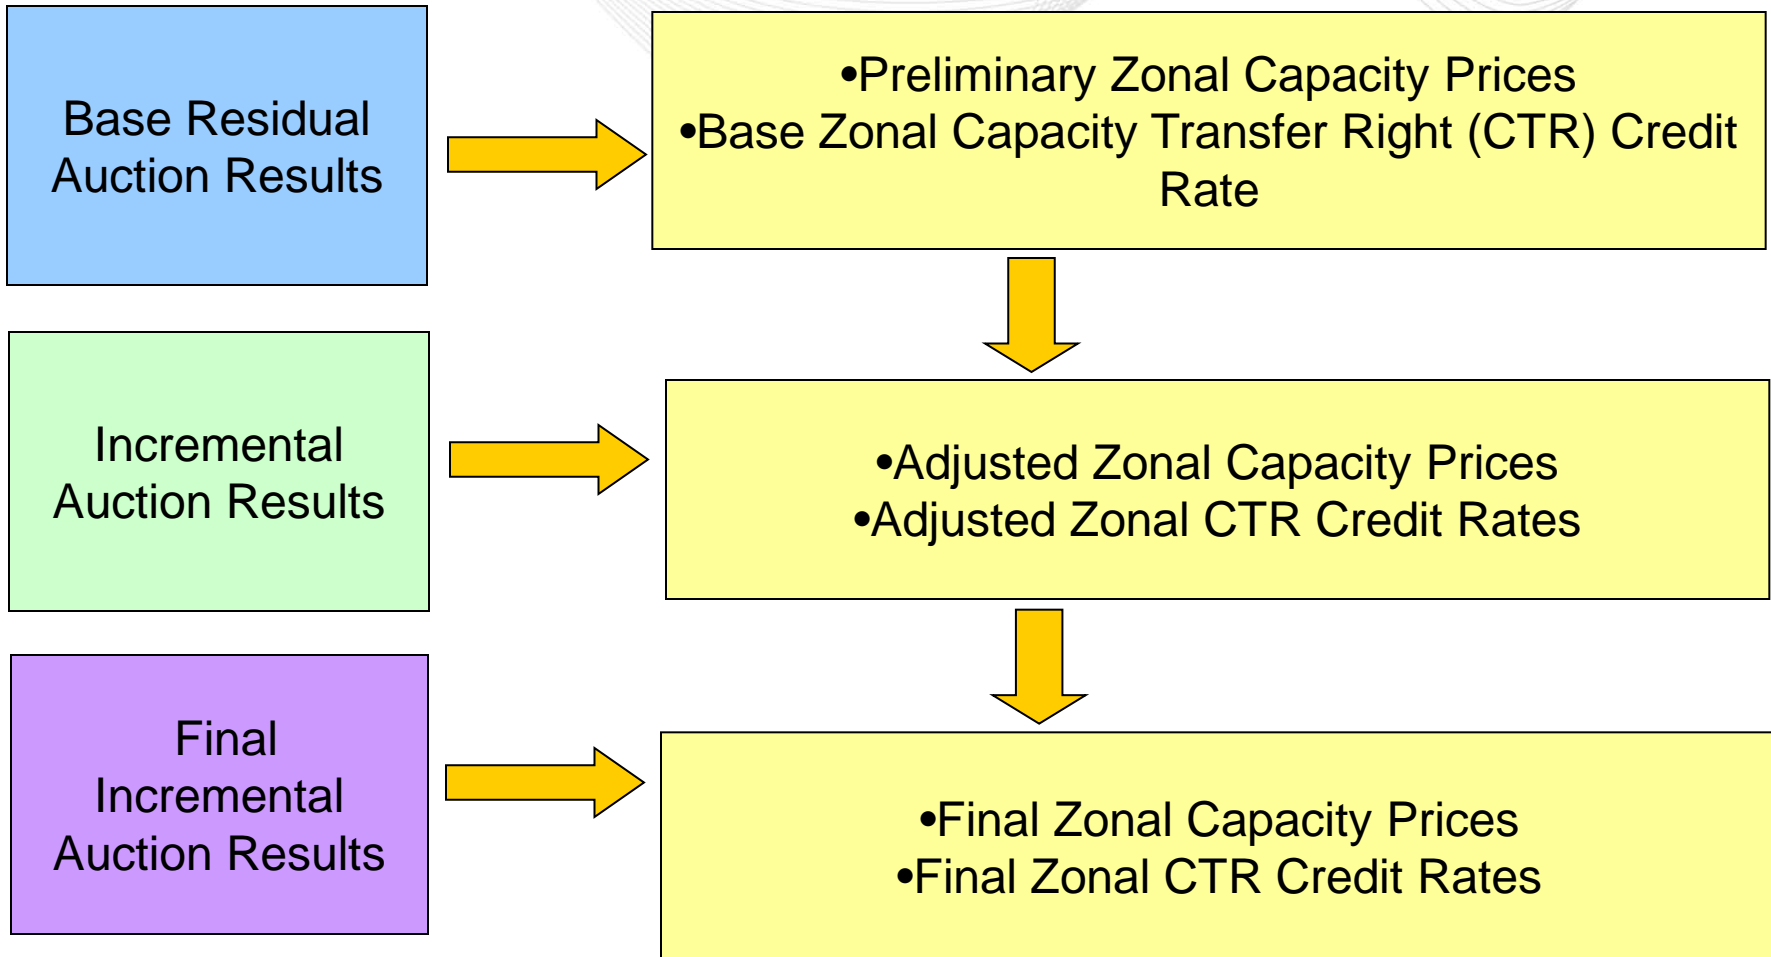 Base Residual
Auction Results
•Preliminary Zonal Capacity Prices
•Base Zonal Capacity Transfer Right (CTR) Credit
Rate
Incremental
Auction Results
•Adjusted Zonal Capacity Prices
•Adjusted Zonal CTR Credit Rates
Final
Incremental
Auction Results
•Final Zonal Capacity Prices
•Final Zonal CTR Credit Rates